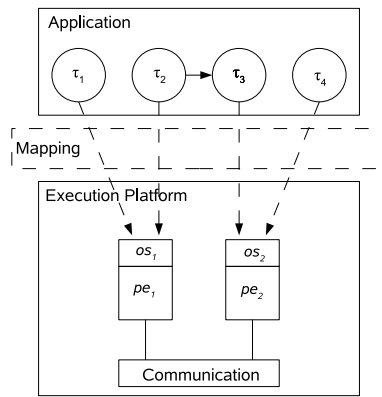 Application
τ1 τ2 τ3 τ4
Mapping
Execution Platform
os1 os2
pe1 pe2
Communication